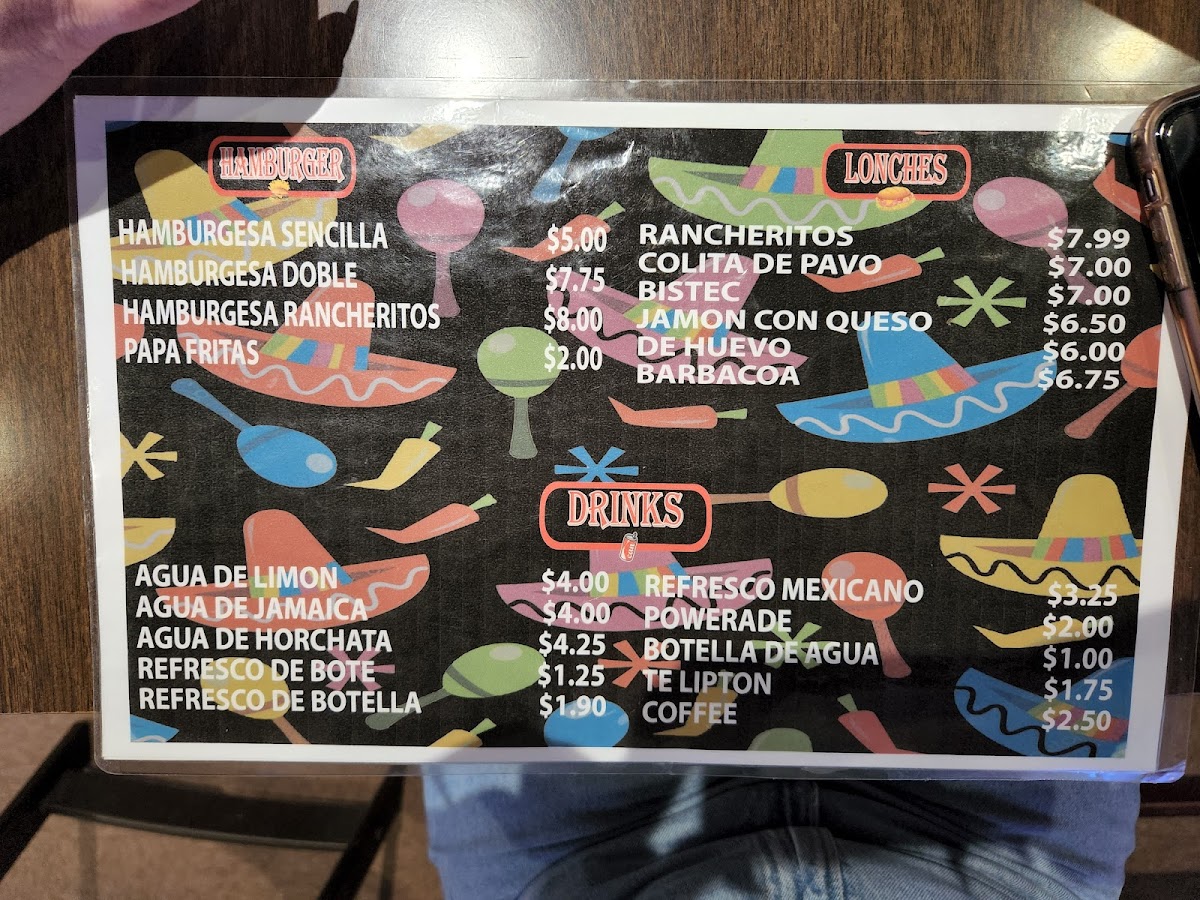 HAMBURGER
HAMBURGESA SENCILLA $5.00
HAMBURGESA DOBLE $7.75
HAMBURGESA RANCHERITOS $8.00
PAPA FRITAS $2.00
LONCHES
RANCHERITOS $7.99
COLITA DE PAVO $7.00
BISTEC $7.00
JAMON CON QUESO $6.50
DE HUEVO $6.00
BARBACOA $6.75
DRINKS
AGUA DE LIMON $4.00
AGUA DE JAMAICA $4.00
AGUA DE HORCHATA $4.25
REFRESCO DE BOTE $1.25
REFRESCO DE BOTELLA $1.90
REFRESCO MEXICANO $3.25
POWERADE $2.00
BOTELLA DE AGUA $1.00
TE LIPTON $1.75
COFFEE $2.50